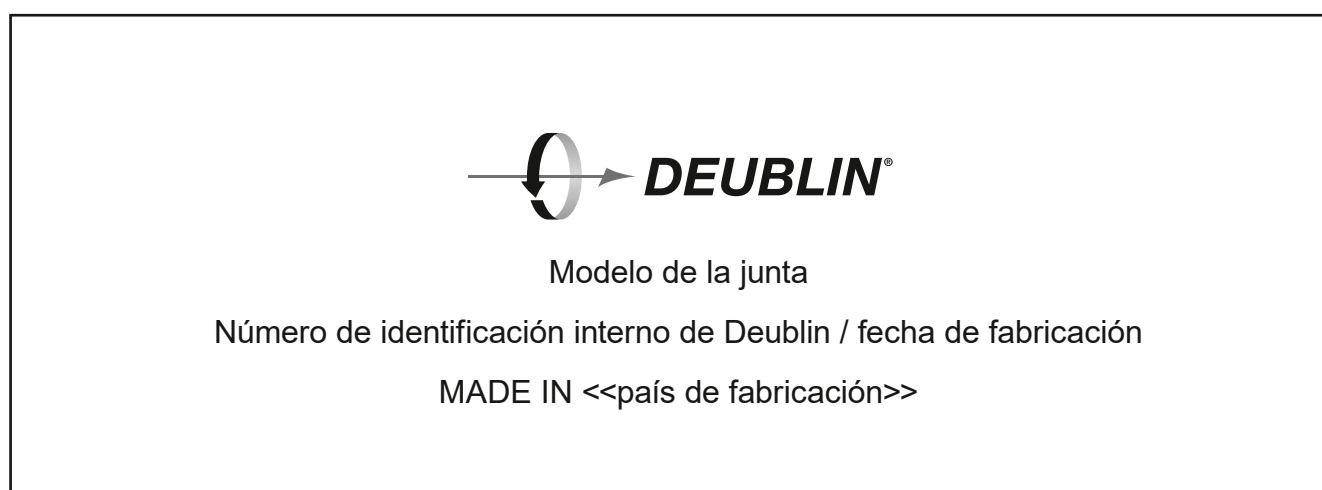 DEUBLIN®
Modelo de la junta
Número de identificación interno de Deublin / fecha de fabricación
MADE IN <<país de fabricación>>